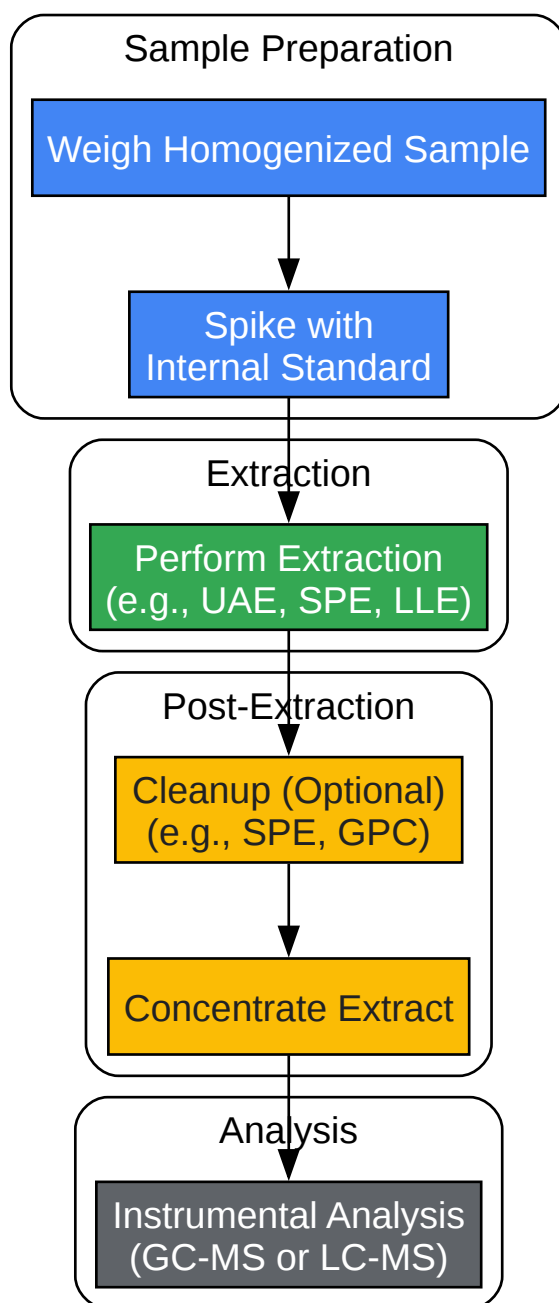 Sample Preparation
Weigh Homogenized Sample
Spike with
Internal Standard
Extraction
Perform Extraction
(e.g., UAE, SPE, LLE)
Post-Extraction
Cleanup (Optional)
(e.g., SPE, GPC)
Concentrate Extract
Analysis
Instrumental Analysis
(GC-MS or LC-MS)